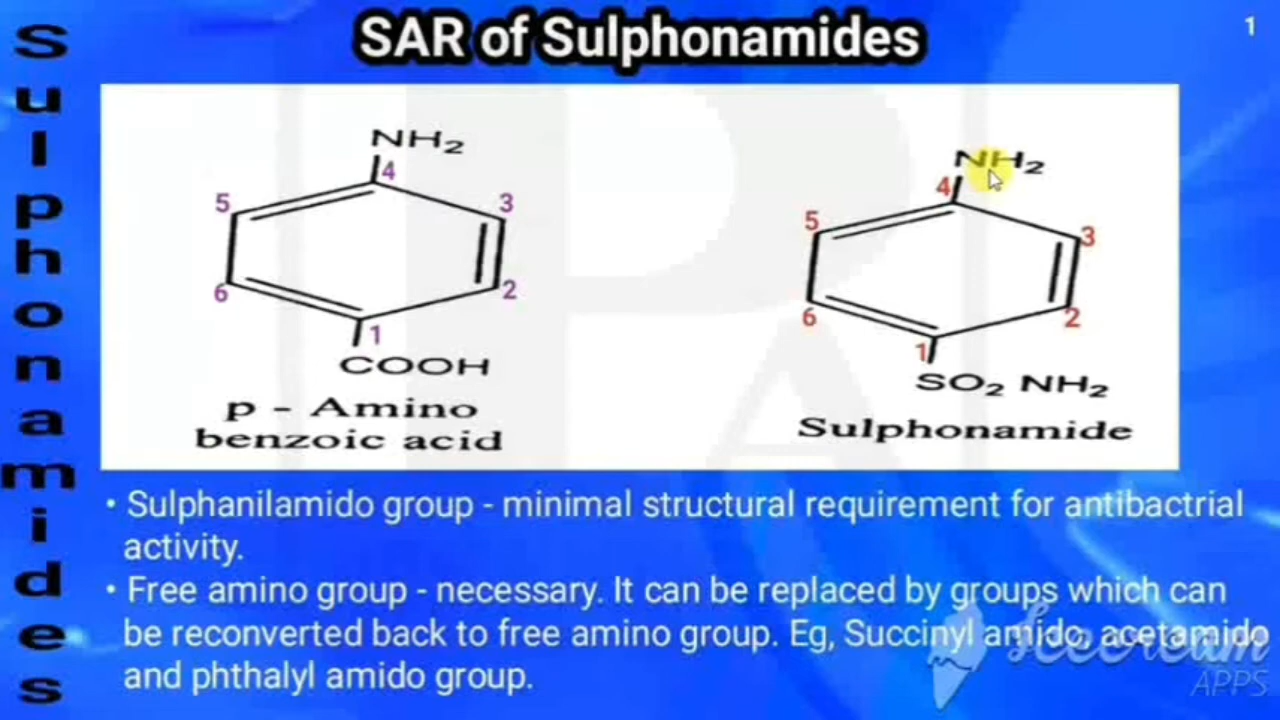 SAR of Sulphonamides
1
Sulphonamides
NH2
4
5
3
6
2
1
COOH
p - Amino
benzoic acid
NH2
4
5
3
6
2
1
SO2 NH2
Sulphonamide
• Sulphanilamido group - minimal structural requirement for antibactrial
activity.
• Free amino group - necessary. It can be replaced by groups which can
be reconverted back to free amino group. Eg, Succinyl amido, acetamido
and phthalyl amido group.
Icecream
APPS